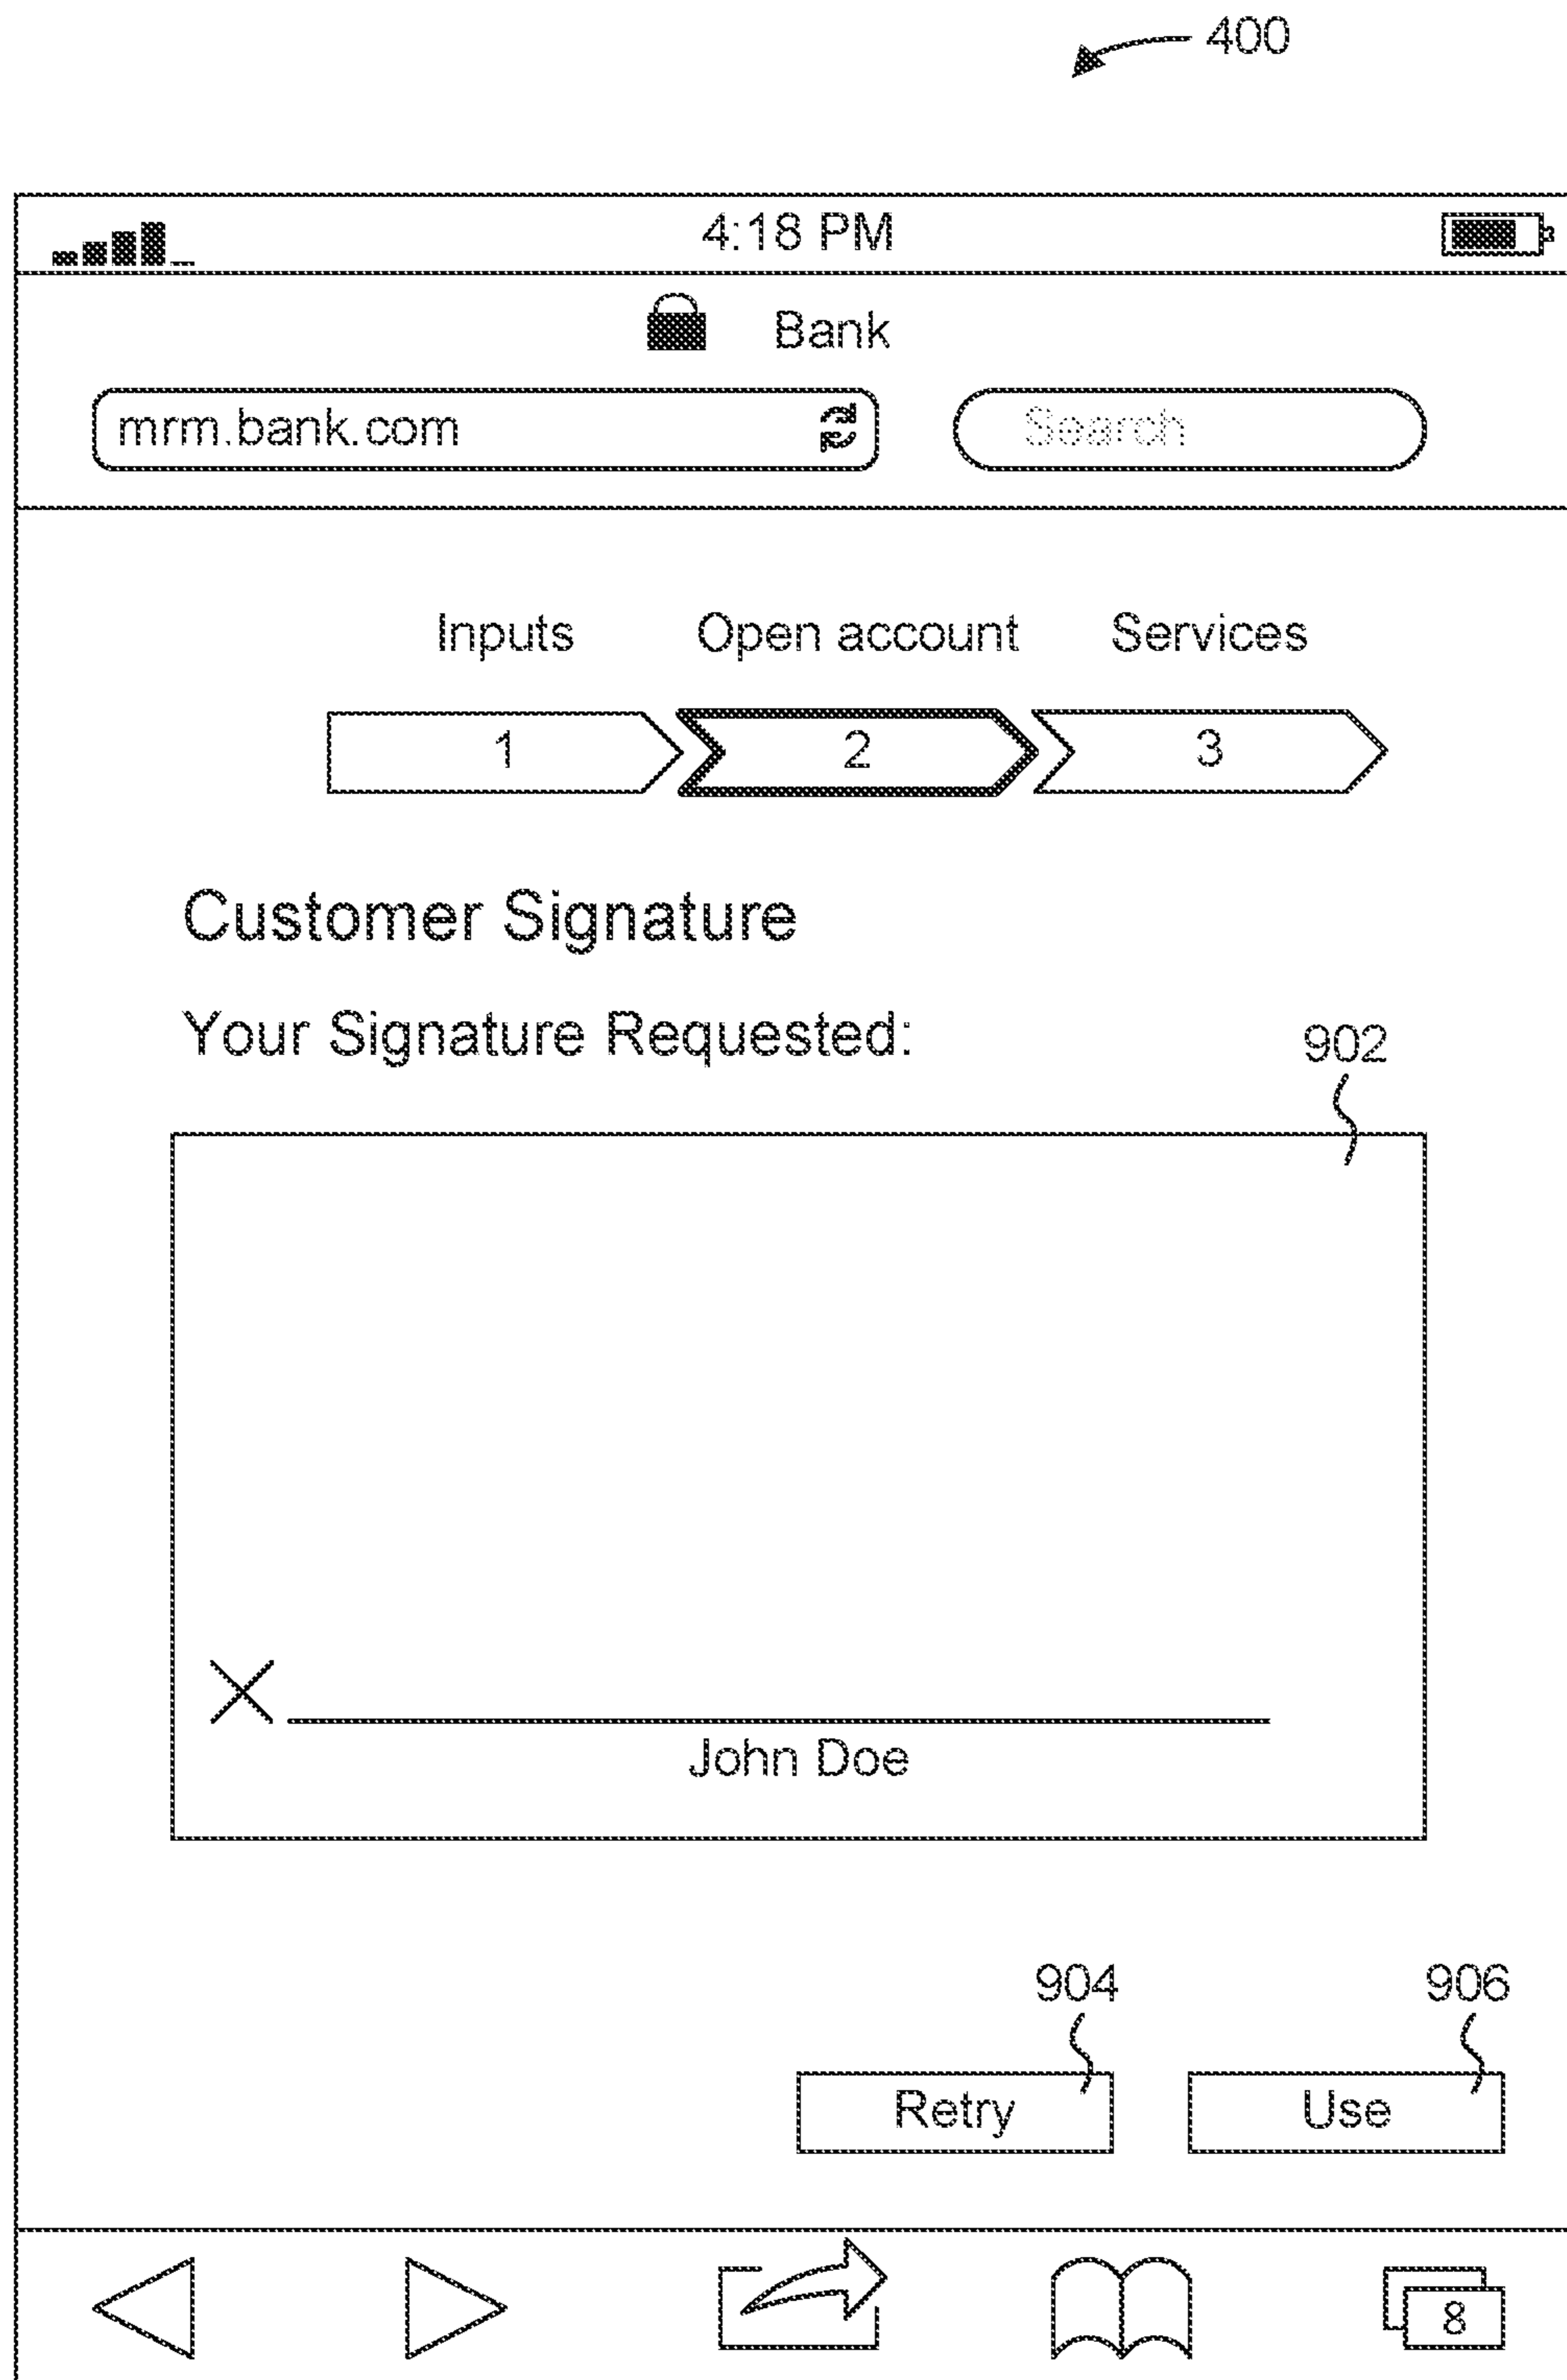 400
4:18 PM
Bank
mrm.bank.com Search
Inputs Open account Services
1 2 3
Customer Signature
Your Signature Requested:
902
X
John Doe
904 906
Retry Use
8